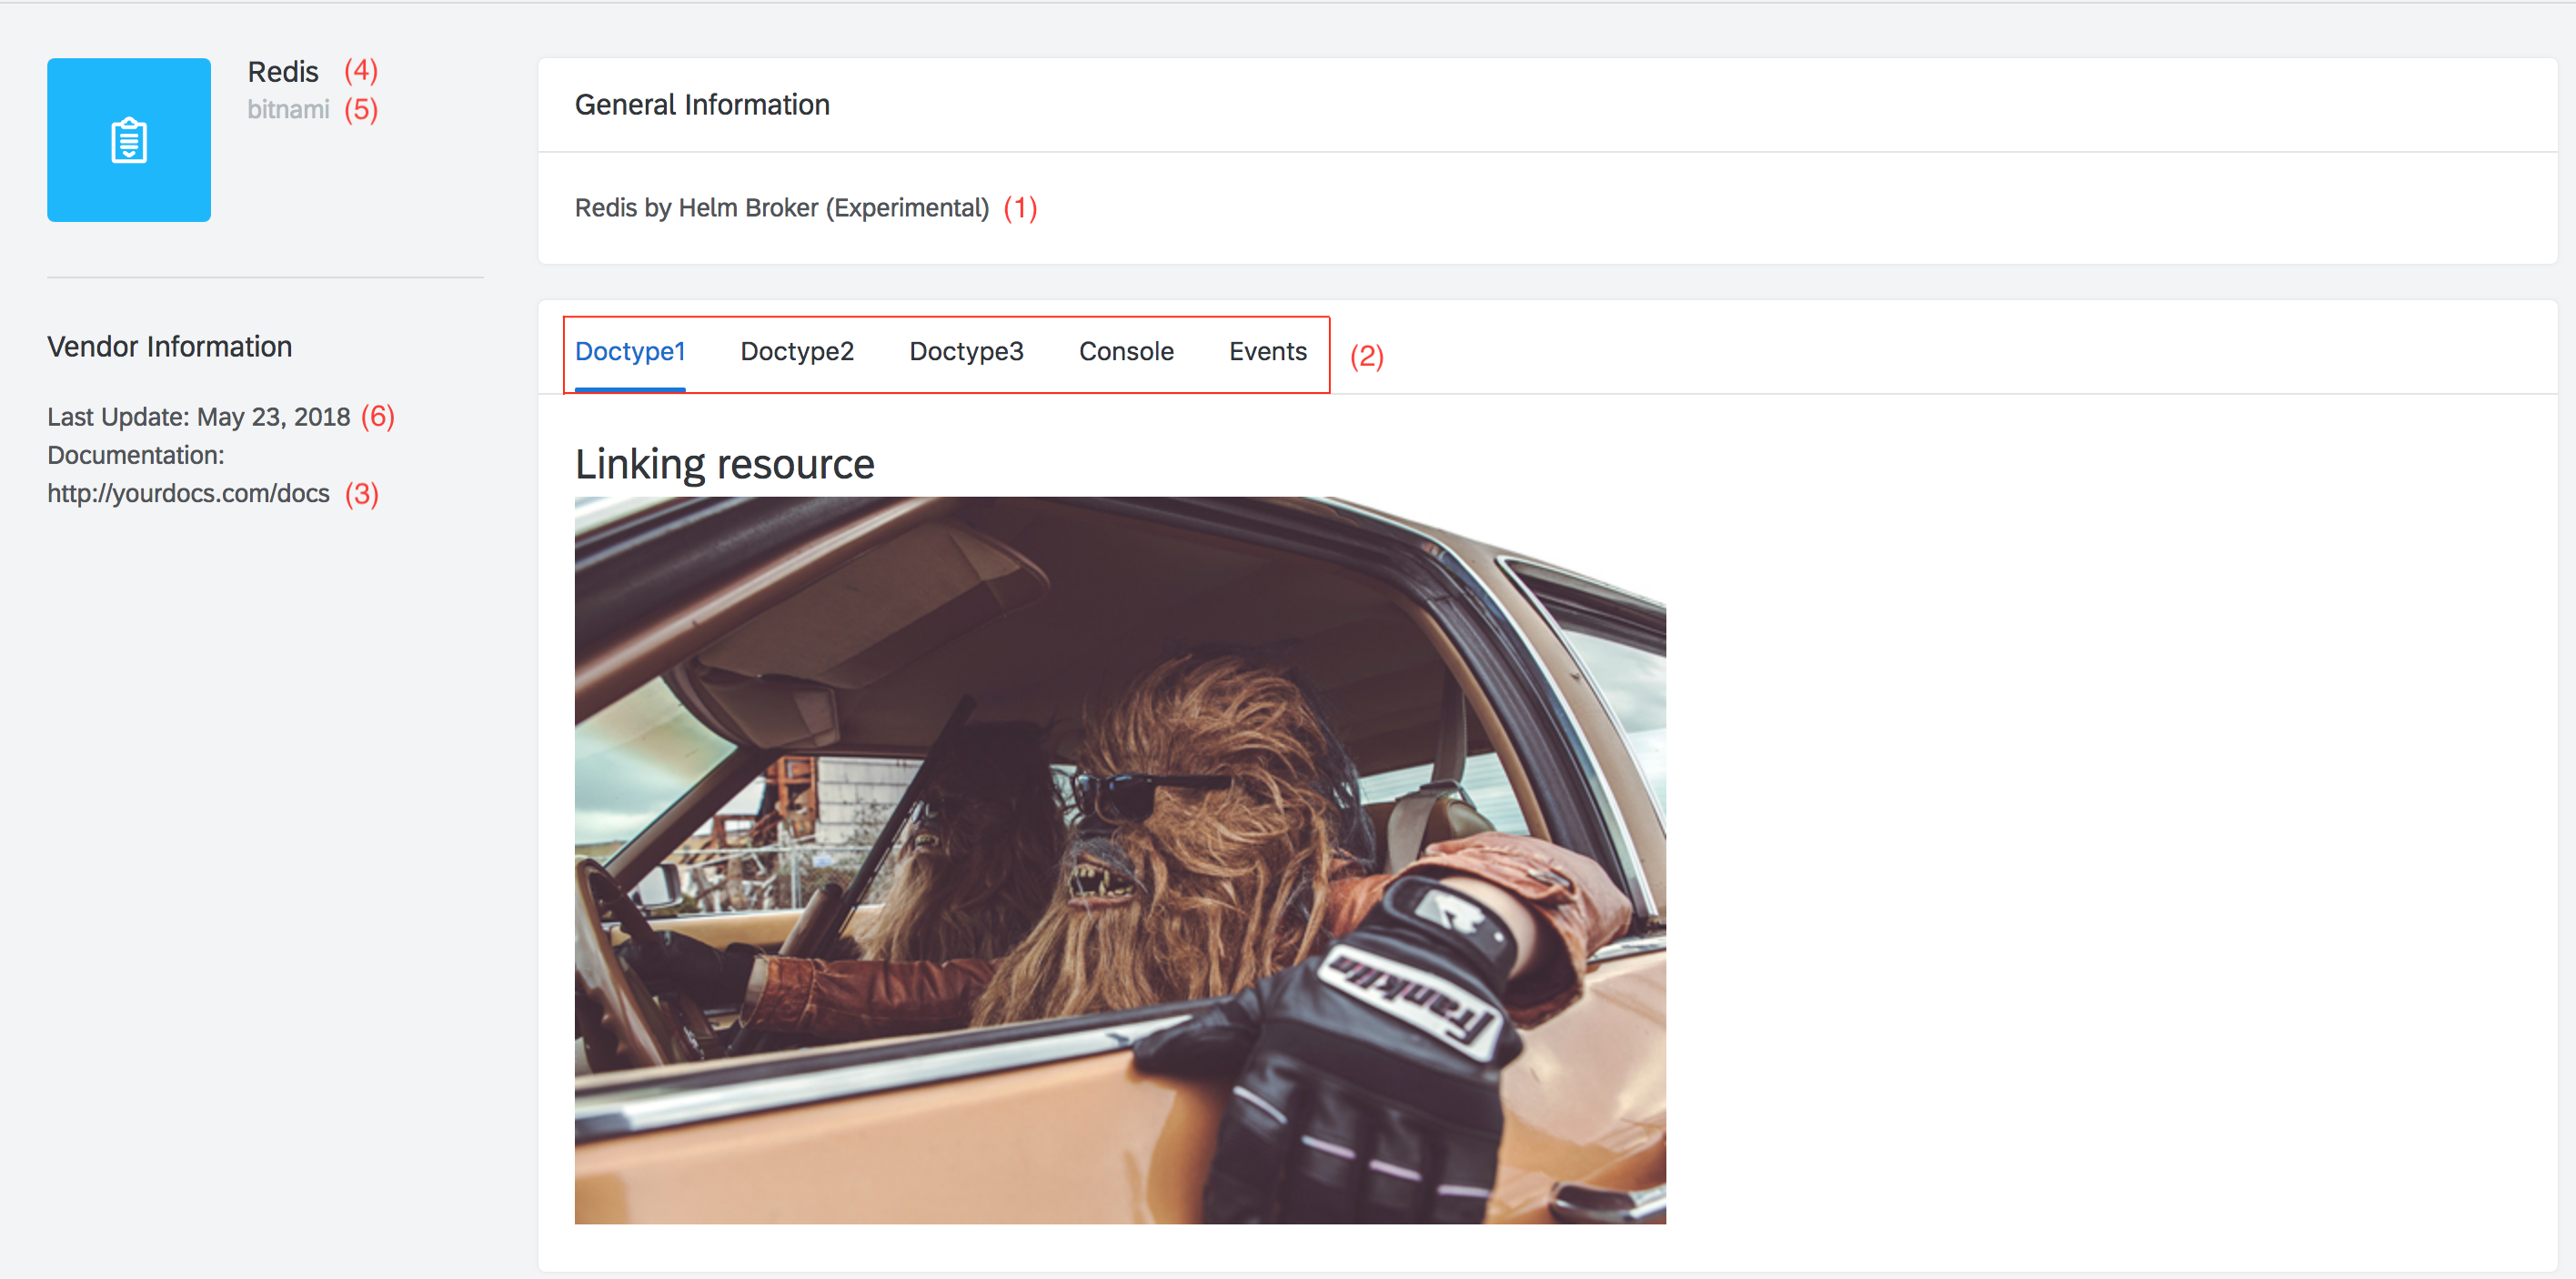 Redis (4)
bitnami (5)
Vendor Information
Last Update: May 23, 2018 (6)
Documentation:
http://yourdocs.com/docs (3)
General Information
Redis by Helm Broker (Experimental) (1)
Doctype1 Doctype2 Doctype3 Console Events (2)
Linking resource